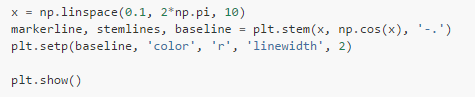 x = np.linspace(0.1, 2*np.pi, 10)
markerline, stemlines, baseline = plt.stem(x, np.cos(x), '-.')
plt.setp(baseline, 'color', 'r', 'linewidth', 2)
plt.show()